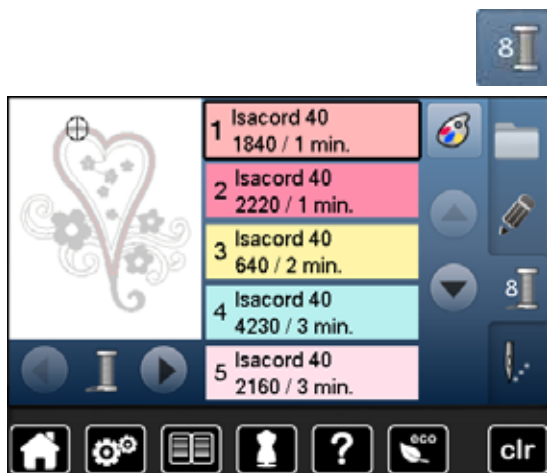 8
1 Isacord 40
1840 / 1 min.
2 Isacord 40
2220 / 1 min.
3 Isacord 40
640 / 2 min.
4 Isacord 40
4230 / 3 min.
5 Isacord 40
2160 / 3 min.
8
?
eco
clr